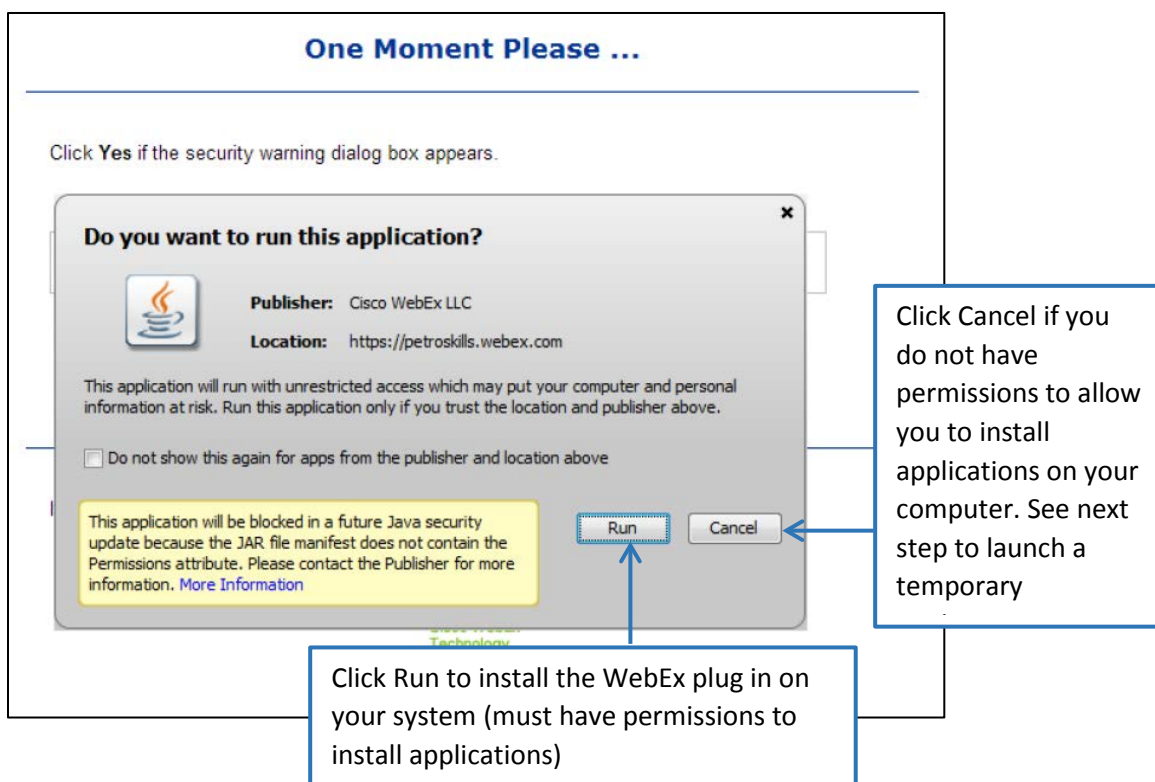 One Moment Please ...
Click Yes if the security warning dialog box appears.
Do you want to run this application?
Publisher: Cisco WebEx LLC
Location: https://petroskills.webex.com
This application will run with unrestricted access which may put your computer and personal
information at risk. Run this application only if you trust the location and publisher above.
Do not show this again for apps from the publisher and location above
This application will be blocked in a future Java security
update because the JAR file manifest does not contain the
Permissions attribute. Please contact the Publisher for more
information. More Information
Run
Cancel
Click Cancel if you
do not have
permissions to allow
you to install
applications on your
computer. See next
step to launch a
temporary
Technology
Click Run to install the WebEx plug in on
your system (must have permissions to
install applications)